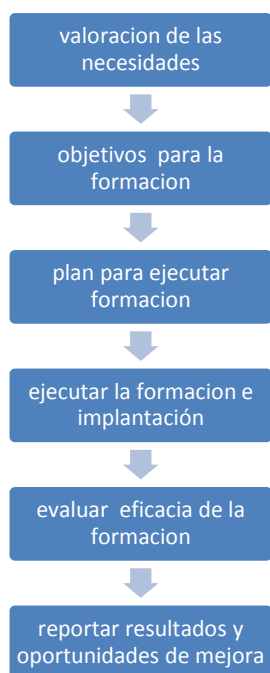 valoracion de las
necesidades
objetivos para la
formacion
plan para ejecutar
formacion
ejecutar la formacion e
implantación
evaluar eficacia de la
formacion
reportar resultados y
oportunidades de mejora